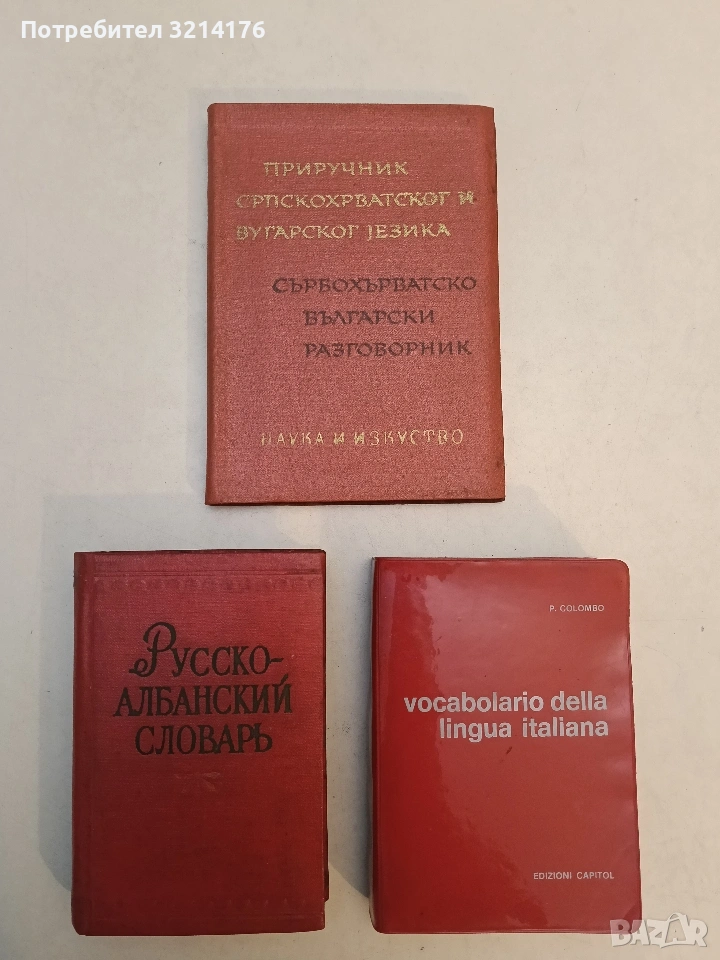 Потребител 3214176
ПРИРУЧНИК
СРПСКОХРВАТСКОГ И
БУГАРСКОГ ЈЕЗИКА
СЪРБОХЪРВАТСКО
БЪЛГАРСКИ
РАЗГОВОРНИК
НАУКА И ИЗКУСТВО
РУССКО-
АЛБАНСКИЙ
СЛОВАРЬ
P. COLOMBO
vocabolario della
lingua italiana
EDIZIONI CAPITOL
BAZAR